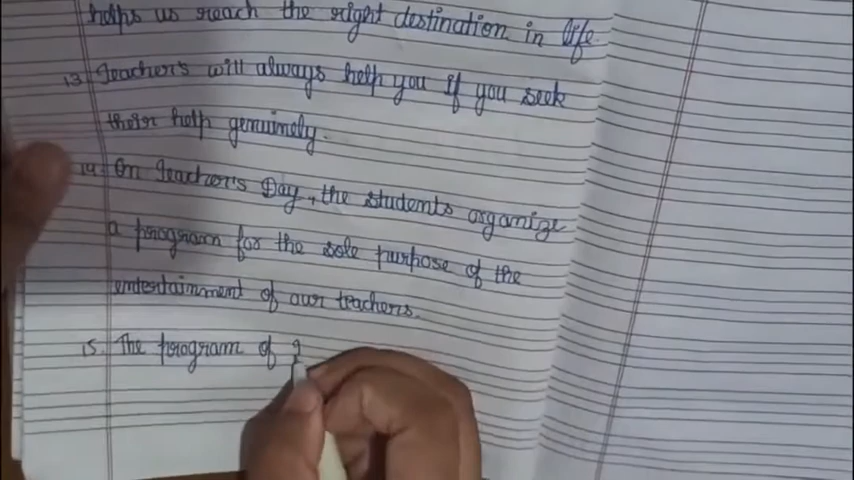 helps us reach the right destination in life.
13. Teacher's will always help you if you seek
their help genuinely.
14. On Teacher's Day, the students organize
a program for the sole purpose of the
entertainment of our teachers.
15. The program of